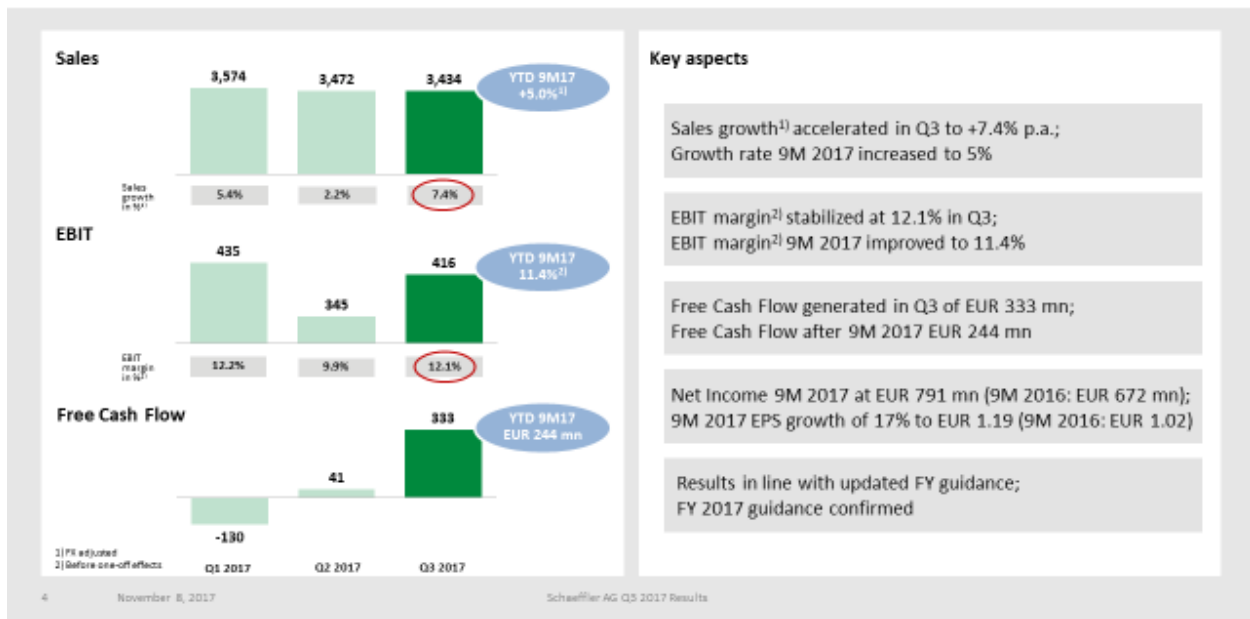 Sales
3,574
3,472
3,434
YTD 9M17
+5.0%1)
Sales
growth
in %1)
5.4%
2.2%
7.4%
EBIT
435
345
416
YTD 9M17
11.4%2)
EBIT
margin
in %2)
12.2%
9.9%
12.1%
Free Cash Flow
333
YTD 9M17
EUR 244 mn
41
-130
1) FX adjusted
2) Before one-off effects
Q1 2017
Q2 2017
Q3 2017
Key aspects
Sales growth1) accelerated in Q3 to +7.4% p.a.;
Growth rate 9M 2017 increased to 5%
EBIT margin2) stabilized at 12.1% in Q3;
EBIT margin2) 9M 2017 improved to 11.4%
Free Cash Flow generated in Q3 of EUR 333 mn;
Free Cash Flow after 9M 2017 EUR 244 mn
Net Income 9M 2017 at EUR 791 mn (9M 2016: EUR 672 mn);
9M 2017 EPS growth of 17% to EUR 1.19 (9M 2016: EUR 1.02)
Results in line with updated FY guidance;
FY 2017 guidance confirmed
4
November 8, 2017
Schaeffler AG Q3 2017 Results